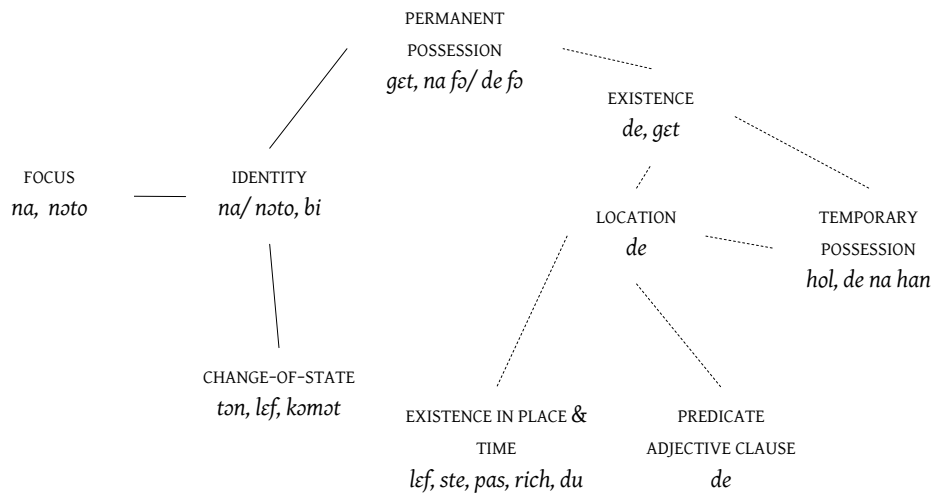 PERMANENT
POSSESSION
gɛt, na fɔ/ de fɔ
EXISTENCE
de, gɛt
FOCUS
na, nɔto
IDENTITY
na/ nɔto, bi
LOCATION
de
TEMPORARY
POSSESSION
hol, de na han
CHANGE-OF-STATE
tɔn, lɛf, kɔmɔt
EXISTENCE IN PLACE &
TIME
lɛf, ste, pas, rich, du
PREDICATE
ADJECTIVE CLAUSE
de